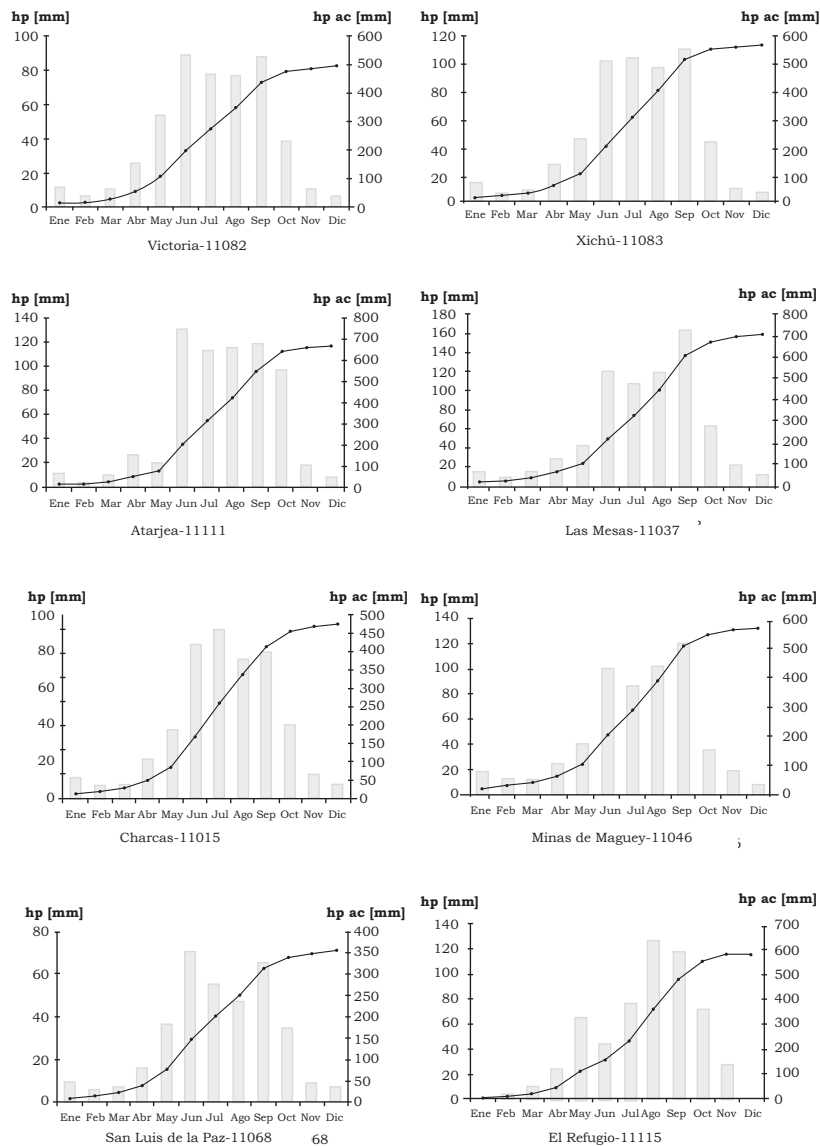 hp [mm] hp ac [mm]
100 80 60 40 20 0
600 500 400 300 200 100 0
Ene Feb Mar Abr May Jun Jul Ago Sep Oct Nov Dic
Victoria-11082
hp [mm] hp ac [mm]
120 100 80 60 40 20 0
600 500 400 300 200 100 0
Ene Feb Mar Abr May Jun Jul Ago Sep Oct Nov Dic
Xichú-11083
hp [mm] hp ac [mm]
140 120 100 80 60 40 20 0
800 700 600 500 400 300 200 100 0
Ene Feb Mar Abr May Jun Jul Ago Sep Oct Nov Dic
Atarjea-11111
hp [mm] hp ac [mm]
180 160 140 120 100 80 60 40 20 0
800 700 600 500 400 300 200 100 0
Ene Feb Mar Abr May Jun Jul Ago Sep Oct Nov Dic
Las Mesas-11037
hp [mm] hp ac [mm]
100 80 60 40 20 0
500 450 400 350 300 250 200 150 100 50 0
Ene Feb Mar Abr May Jun Jul Ago Sep Oct Nov Dic
Charcas-11015
hp [mm] hp ac [mm]
140 120 100 80 60 40 20 0
600 500 400 300 200 100 0
Ene Feb Mar Abr May Jun Jul Ago Sep Oct Nov Dic
Minas de Maguey-11046
hp [mm] hp ac [mm]
80 60 40 20 0
400 350 300 250 200 150 100 50 0
Ene Feb Mar Abr May Jun Jul Ago Sep Oct Nov Dic
San Luis de la Paz-11068 68
hp [mm] hp ac [mm]
140 120 100 80 60 40 20 0
700 600 500 400 300 200 100 0
Ene Feb Mar Abr May Jun Jul Ago Sep Oct Nov Dic
El Refugio-11115